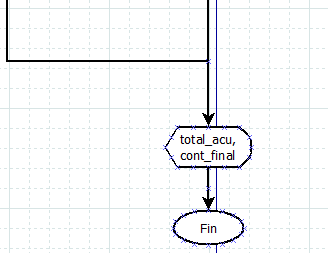 total_acu,
cont_final
Fin